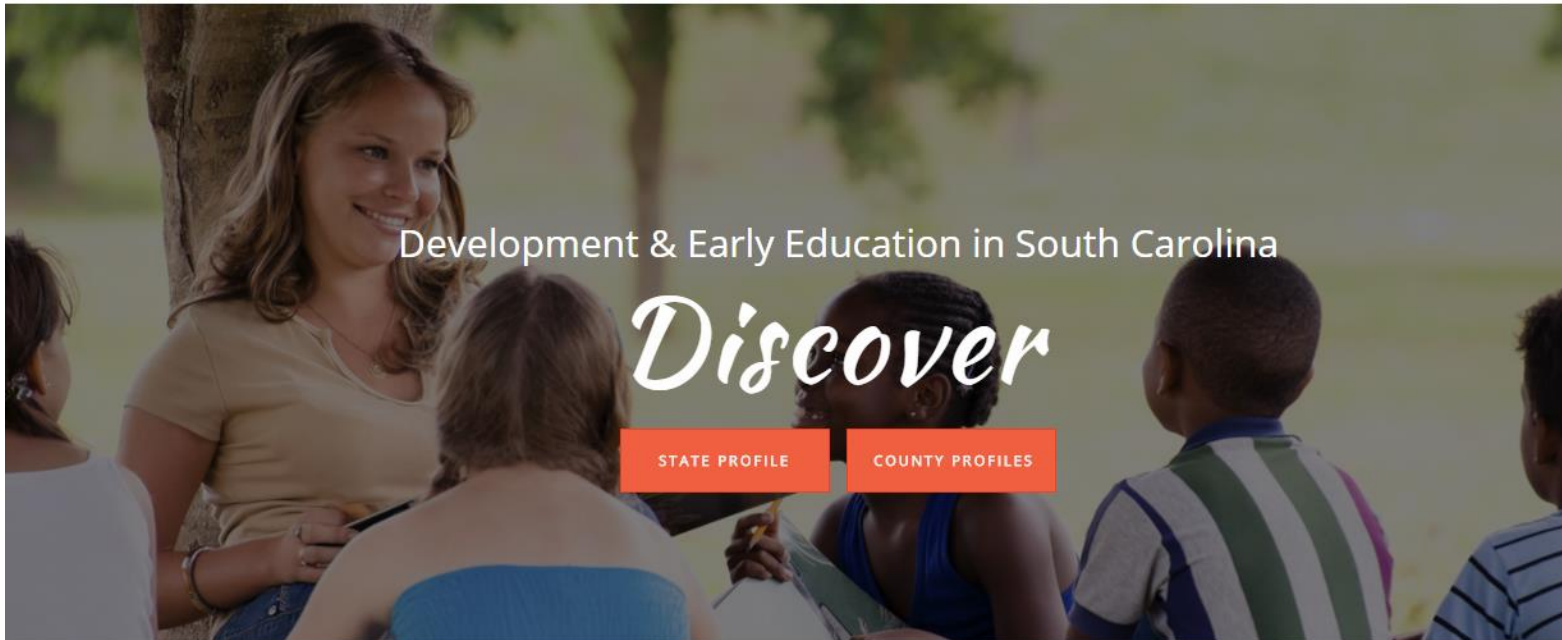 Development & Early Education in South Carolina
Discover
STATE PROFILE
COUNTY PROFILES